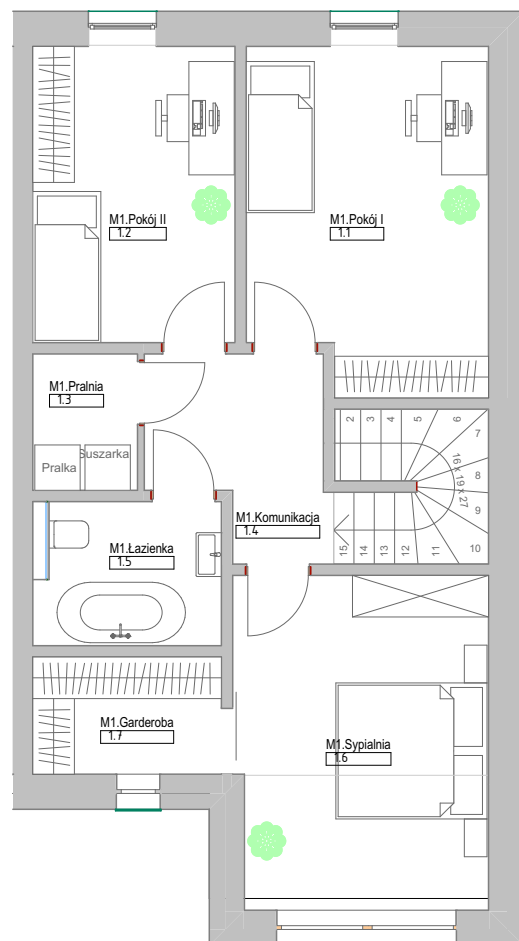 M1.Pokój II
1.2
M1.Pokój I
1.1
M1.Pralnia
1.3
Pralka
Suszarka
2
3
4
5
6
7
8
9
10
11
12
13
14
15
16 x 19 x 27
M1.Komunikacja
1.4
M1.Łazienka
1.5
M1.Garderoba
1.7
M1.Sypialnia
1.6